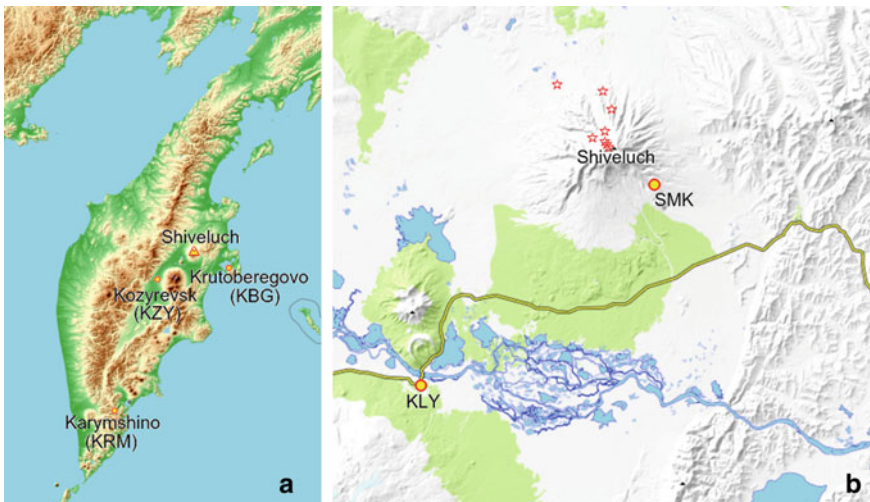 Shiveluch
Krutoberegovo
(KBG)
Kozyrevsk
(KZY)
Karymshino
(KRM)
a
Shiveluch
SMK
KLY
b